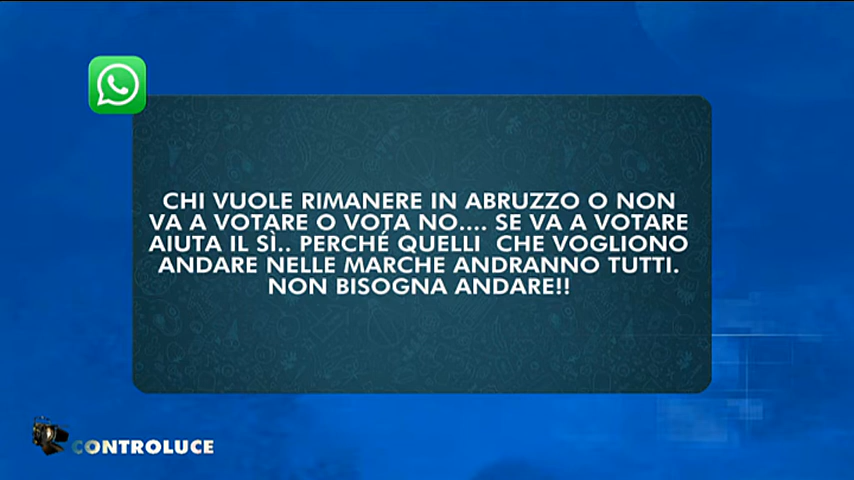 CHI VUOLE RIMANERE IN ABRUZZO O NON
VA A VOTARE O VOTA NO.... SE VA A VOTARE
AIUTA IL SÌ.. PERCHÉ QUELLI CHE VOGLIONO
ANDARE NELLE MARCHE ANDRANNO TUTTI.
NON BISOGNA ANDARE!!
CONTROLUCE